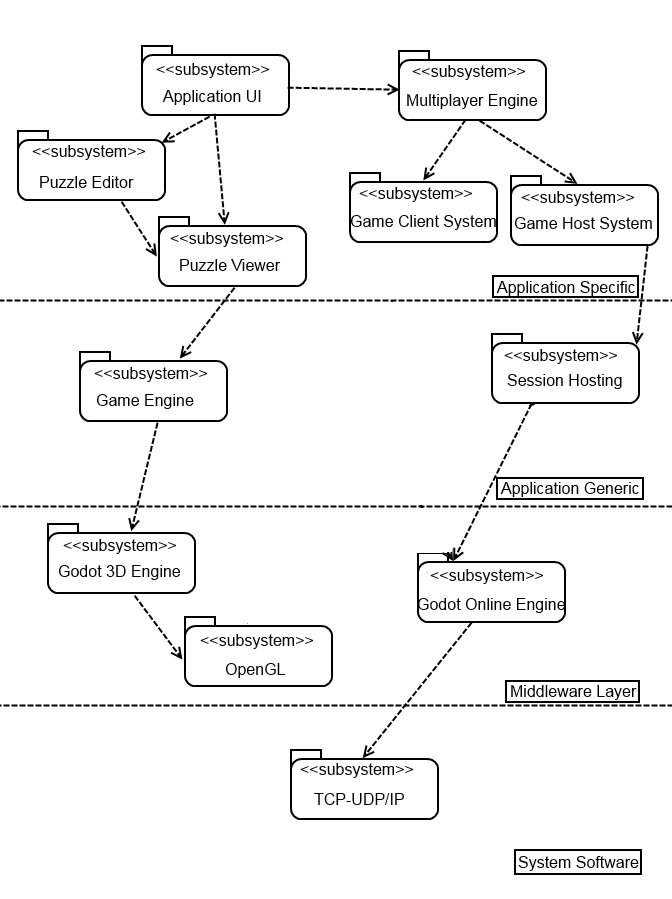 <<subsystem>>
Application UI
<<subsystem>>
Multiplayer Engine
<<subsystem>>
Puzzle Editor
<<subsystem>>
Game Client System
<<subsystem>>
Game Host System
<<subsystem>>
Puzzle Viewer
Application Specific
<<subsystem>>
Game Engine
<<subsystem>>
Session Hosting
Application Generic
<<subsystem>>
Godot 3D Engine
<<subsystem>>
Godot Online Engine
<<subsystem>>
OpenGL
Middleware Layer
<<subsystem>>
TCP-UDP/IP
System Software